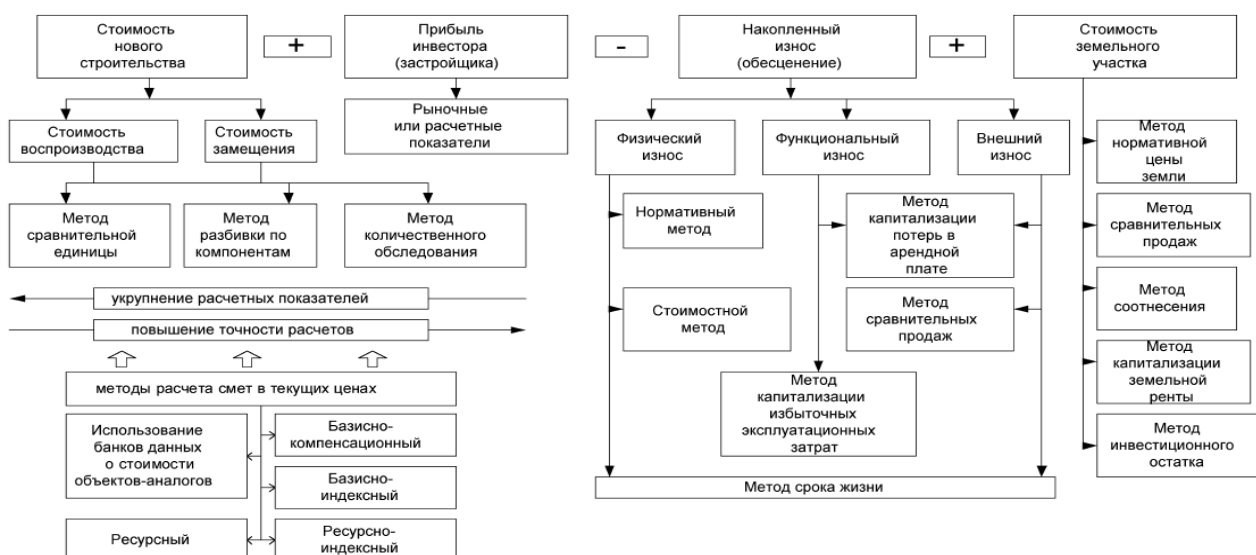 Стоимость
нового
строительства
+
Прибыль
инвестора
(застройщика)
-
Накопленный
износ
(обесценение)
+
Стоимость
земельного
участка
Рыночные
или расчетные
показатели
Стоимость
воспроизводства
Стоимость
замещения
Физический
износ
Функциональный
износ
Внешний
износ
Метод
сравнительной
единицы
Метод
разбивки по
компонентам
Метод
количественного
обследования
укрупнение расчетных показателей
повышение точности расчетов
методы расчета смет в текущих ценах
Использование
банков данных
о стоимости
объектов-аналогов
Базисно-
компенсационный
Базисно-
индексный
Ресурсный
Ресурсно-
индексный
Нормативный
метод
Стоимостной
метод
Метод
капитализации
потерь в
арендной
плате
Метод
сравнительных
продаж
Метод
капитализации
избыточных
эксплуатационных
затрат
Метод срока жизни
Метод
нормативной
цены
земли
Метод
сравнительных
продаж
Метод
соотнесения
Метод
капитализации
земельной
ренты
Метод
инвестиционного
остатка